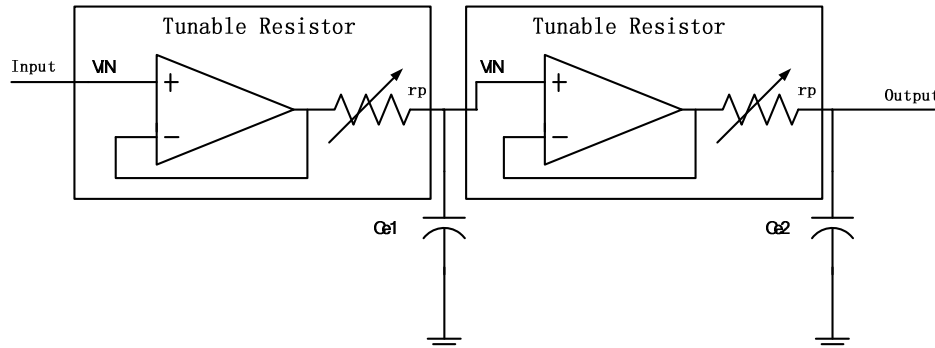 Tunable Resistor
Tunable Resistor
Input
VIN
+
−
rp
VIN
+
−
rp
Output
Ce1
Ce2